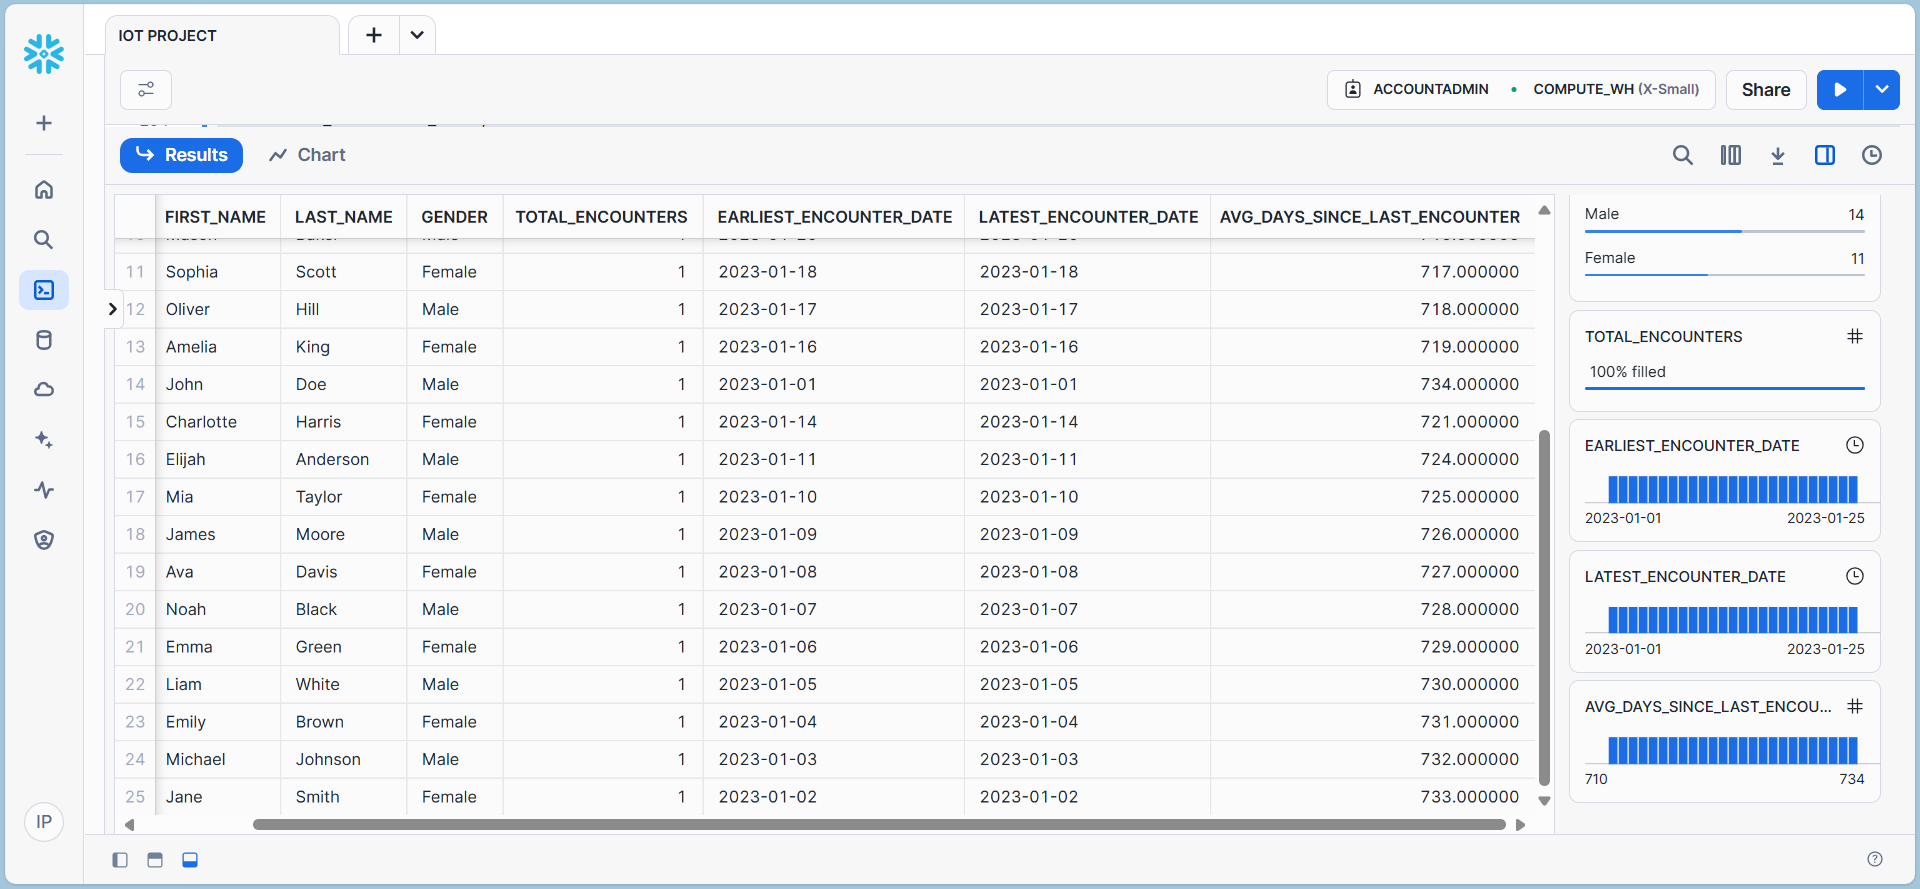 IOT PROJECT
ACCOUNTADMIN • COMPUTE_WH (X-Small)
Share
Results
Chart
FIRST_NAME LAST_NAME GENDER TOTAL_ENCOUNTERS EARLIEST_ENCOUNTER_DATE LATEST_ENCOUNTER_DATE AVG_DAYS_SINCE_LAST_ENCOUNTER
11 Sophia Scott Female 1 2023-01-18 2023-01-18 717.000000
12 Oliver Hill Male 1 2023-01-17 2023-01-17 718.000000
13 Amelia King Female 1 2023-01-16 2023-01-16 719.000000
14 John Doe Male 1 2023-01-01 2023-01-01 734.000000
15 Charlotte Harris Female 1 2023-01-14 2023-01-14 721.000000
16 Elijah Anderson Male 1 2023-01-11 2023-01-11 724.000000
17 Mia Taylor Female 1 2023-01-10 2023-01-10 725.000000
18 James Moore Male 1 2023-01-09 2023-01-09 726.000000
19 Ava Davis Female 1 2023-01-08 2023-01-08 727.000000
20 Noah Black Male 1 2023-01-07 2023-01-07 728.000000
21 Emma Green Female 1 2023-01-06 2023-01-06 729.000000
22 Liam White Male 1 2023-01-05 2023-01-05 730.000000
23 Emily Brown Female 1 2023-01-04 2023-01-04 731.000000
24 Michael Johnson Male 1 2023-01-03 2023-01-03 732.000000
25 Jane Smith Female 1 2023-01-02 2023-01-02 733.000000
Male 14
Female 11
TOTAL_ENCOUNTERS
100% filled
EARLIEST_ENCOUNTER_DATE
2023-01-01 2023-01-25
LATEST_ENCOUNTER_DATE
2023-01-01 2023-01-25
AVG_DAYS_SINCE_LAST_ENCOU...
710 734
IP